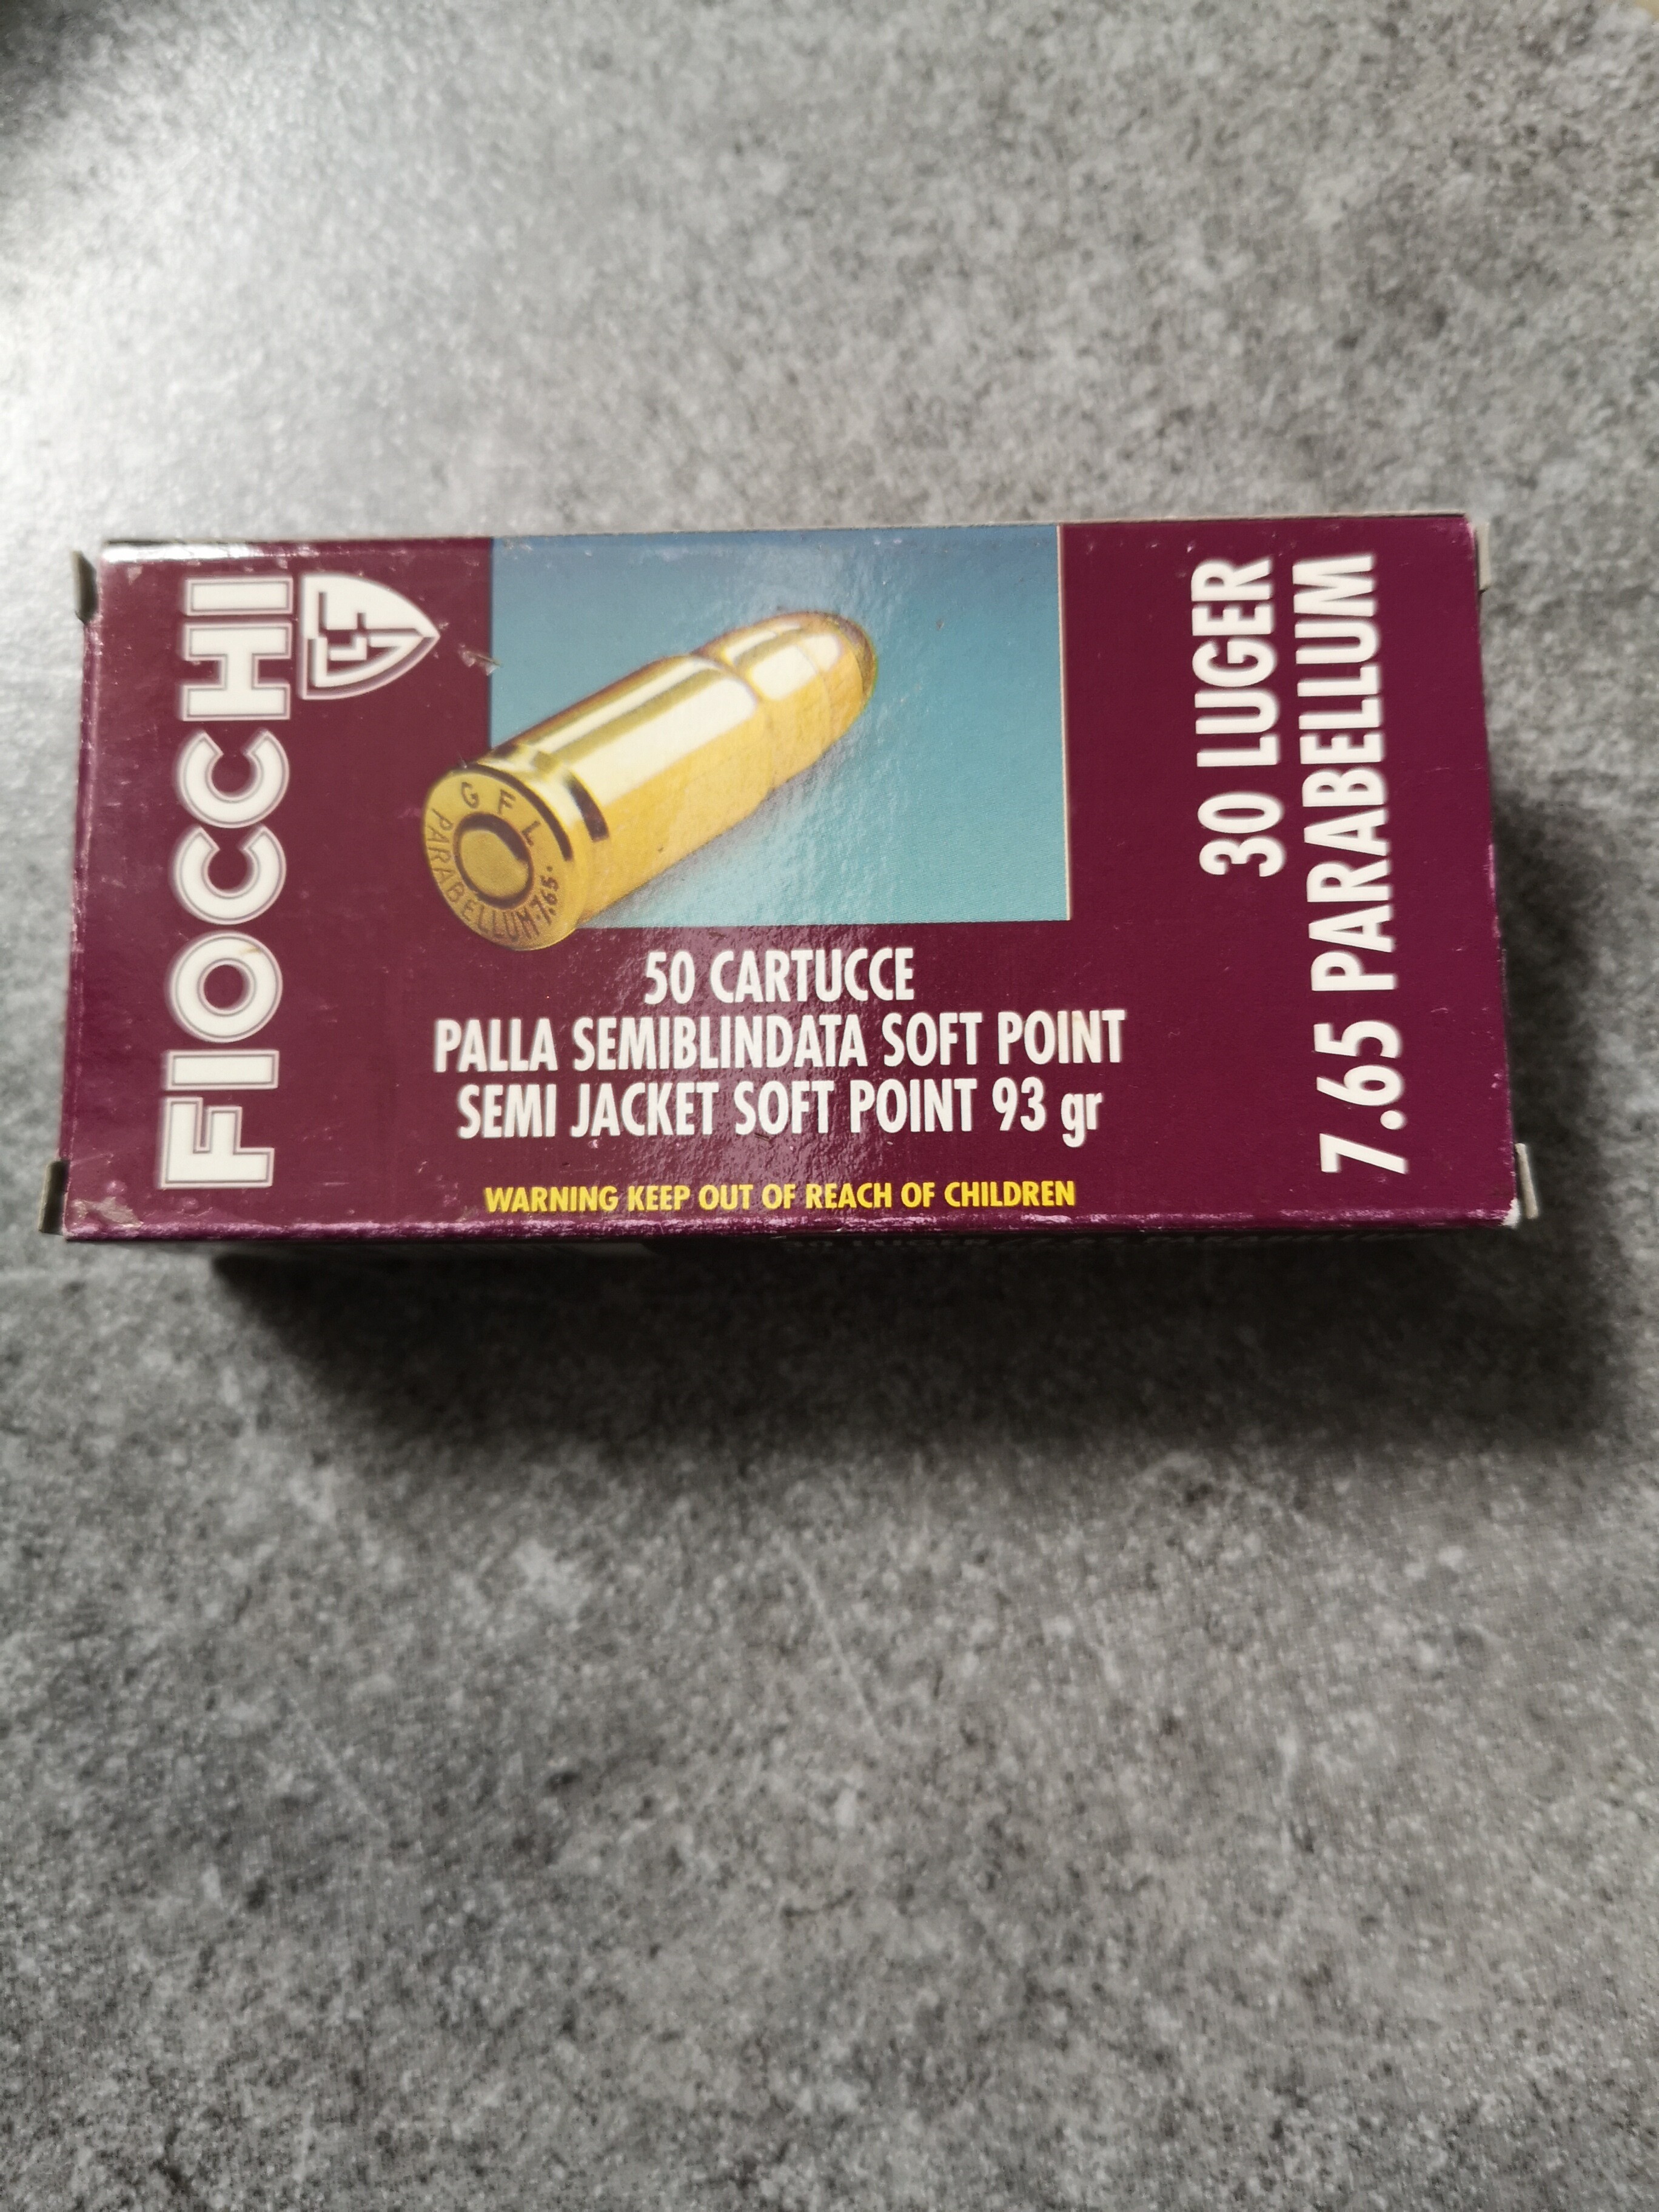 FIOCCHI
GFL
G F L
PARABELLUM·7.65·
30 LUGER
7.65 PARABELLUM
50 CARTUCCE
PALLA SEMIBLINDATA SOFT POINT
SEMI JACKET SOFT POINT 93 gr
WARNING KEEP OUT OF REACH OF CHILDREN